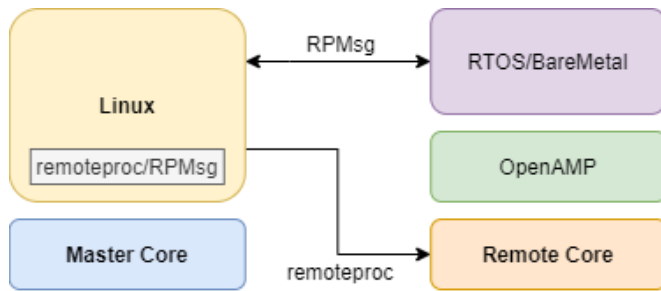 RPMsg
RTOS/BareMetal
Linux
remoteproc/RPMsg
OpenAMP
Master Core
Remote Core
remoteproc